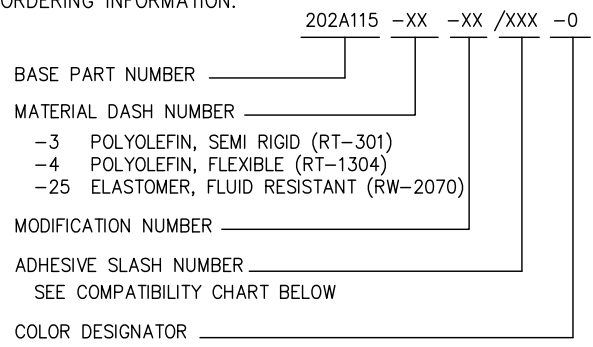 ORDERING INFORMATION:
202A115 -XX -XX /XXX -0
BASE PART NUMBER
MATERIAL DASH NUMBER
-3 POLYOLEFIN, SEMI RIGID (RT-301)
-4 POLYOLEFIN, FLEXIBLE (RT-1304)
-25 ELASTOMER, FLUID RESISTANT (RW-2070)
MODIFICATION NUMBER
ADHESIVE SLASH NUMBER
SEE COMPATIBILITY CHART BELOW
COLOR DESIGNATOR